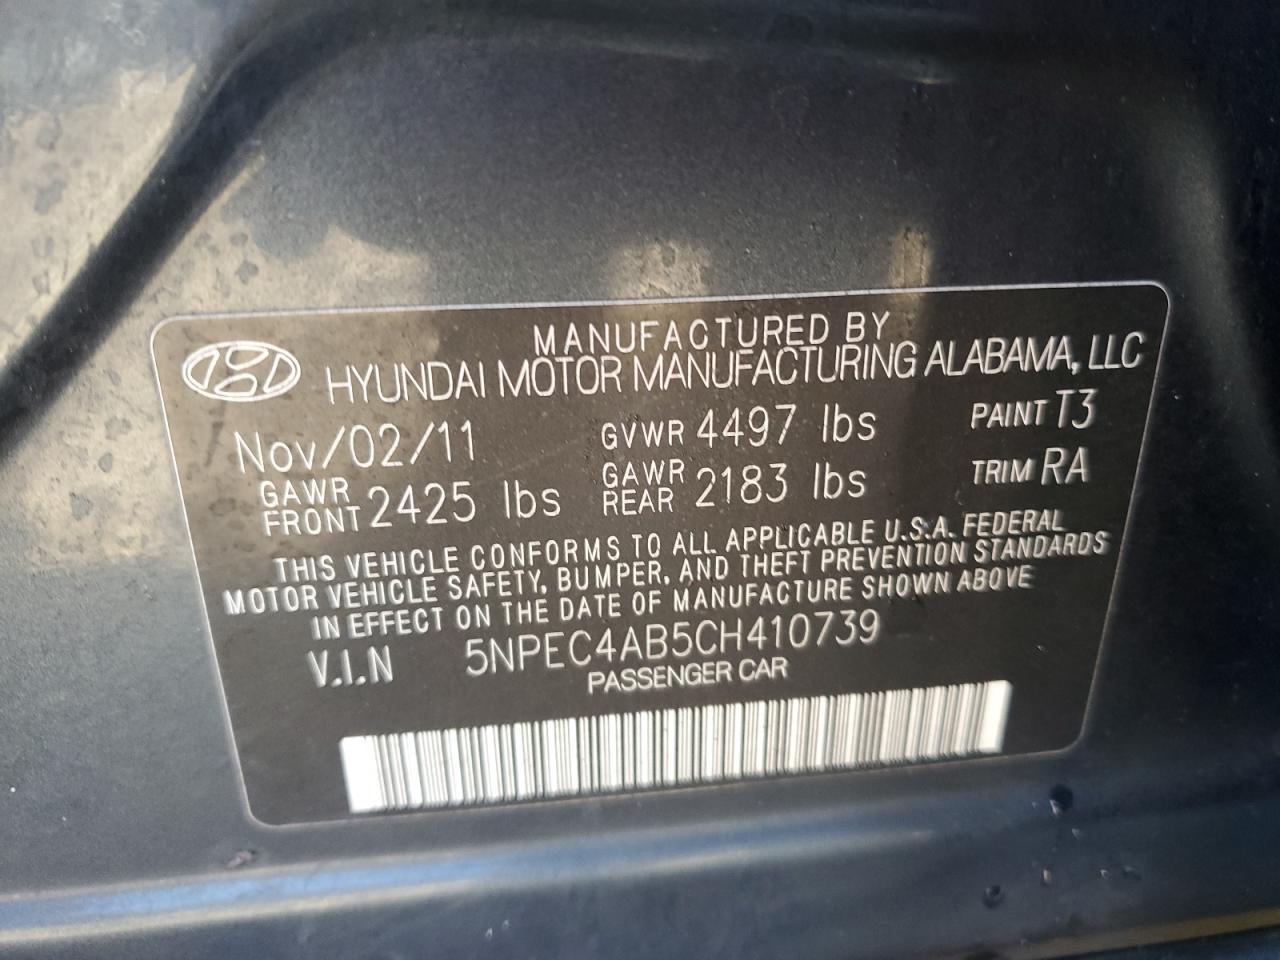 MANUFACTURED BY
HYUNDAI MOTOR MANUFACTURING ALABAMA, LLC
Nov/02/11 GVWR 4497 lbs PAINT T3
GAWR FRONT 2425 lbs GAWR REAR 2183 lbs TRIM RA
THIS VEHICLE CONFORMS TO ALL APPLICABLE U.S.A. FEDERAL
MOTOR VEHICLE SAFETY, BUMPER, AND THEFT PREVENTION STANDARDS
IN EFFECT ON THE DATE OF MANUFACTURE SHOWN ABOVE
V.I.N 5NPEC4AB5CH410739
PASSENGER CAR